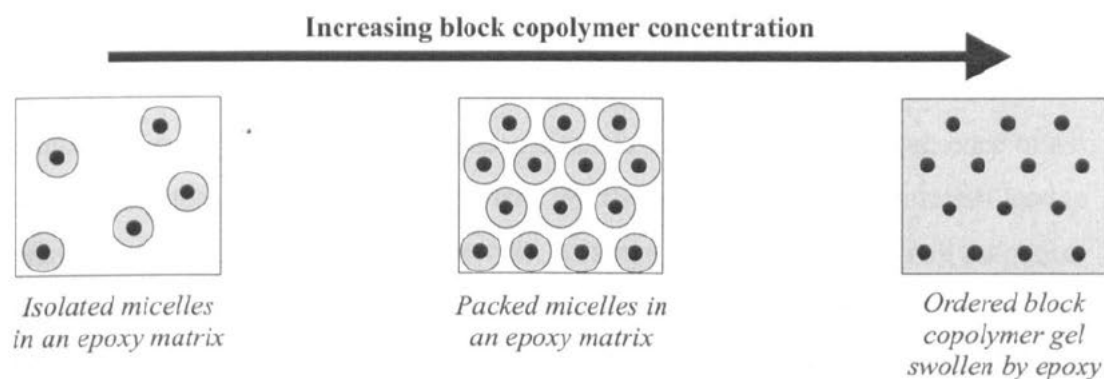 Increasing block copolymer concentration
Isolated micelles
in an epoxy matrix
Packed micelles in
an epoxy matrix
Ordered block
copolymer gel
swollen by epoxy